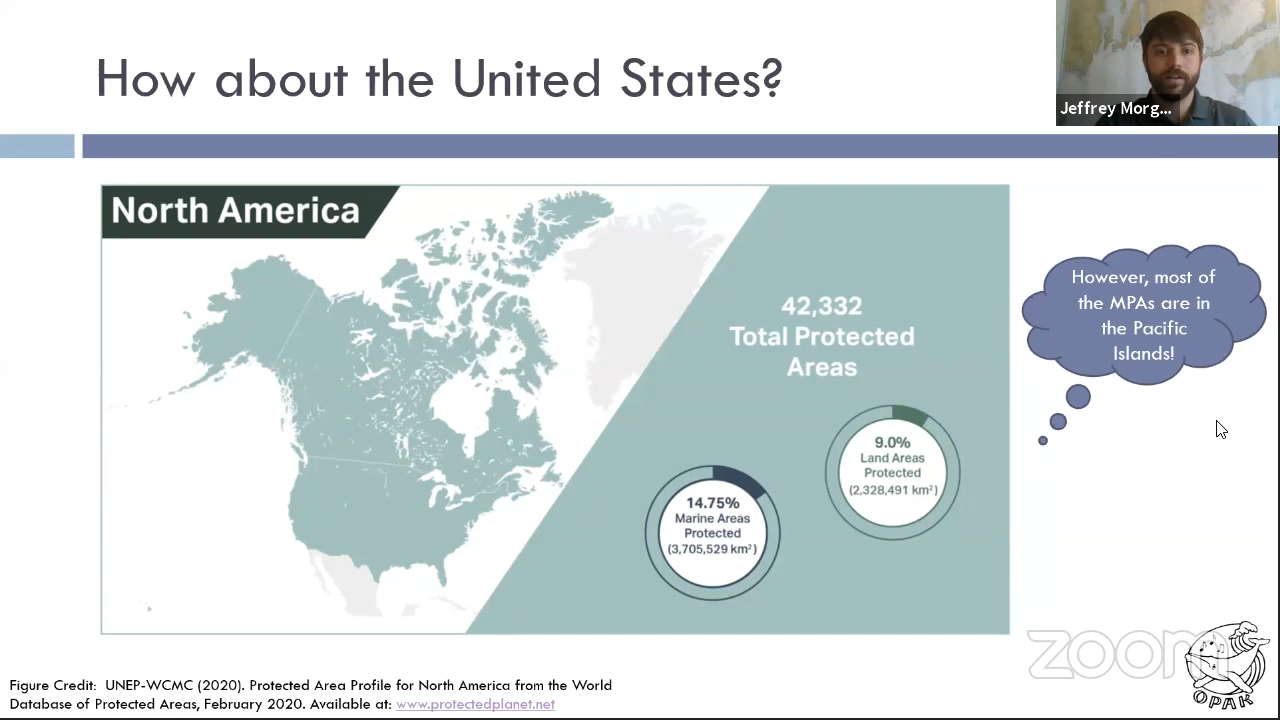 How about the United States?
Jeffrey Morg...
North America
42,332
Total Protected
Areas
9.0%
Land Areas
Protected
(2,328,491 km²)
14.75%
Marine Areas
Protected
(3,705,529 km²)
However, most of
the MPAs are in
the Pacific
Islands!
zoom
OPAK
Figure Credit: UNEP-WCMC (2020). Protected Area Profile for North America from the World
Database of Protected Areas, February 2020. Available at: www.protectedplanet.net